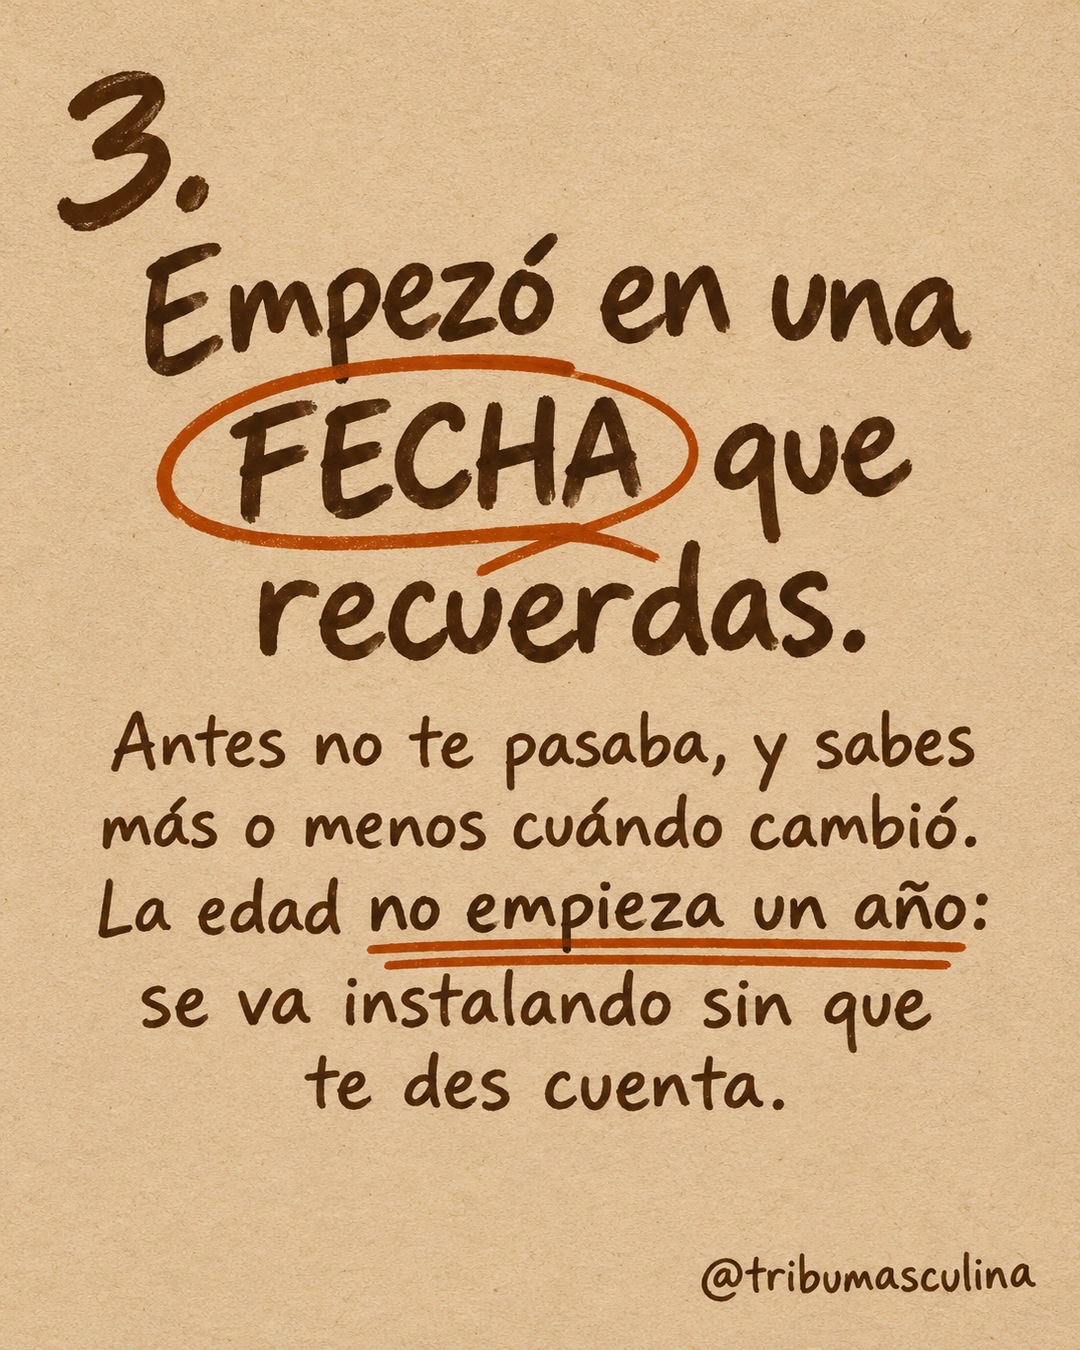 3.
Empezó en una
FECHA que
recuerdas.
Antes no te pasaba, y sabes
más o menos cuándo cambió.
La edad no empieza un año:
se va instalando sin que
te des cuenta.
@tribumasculina